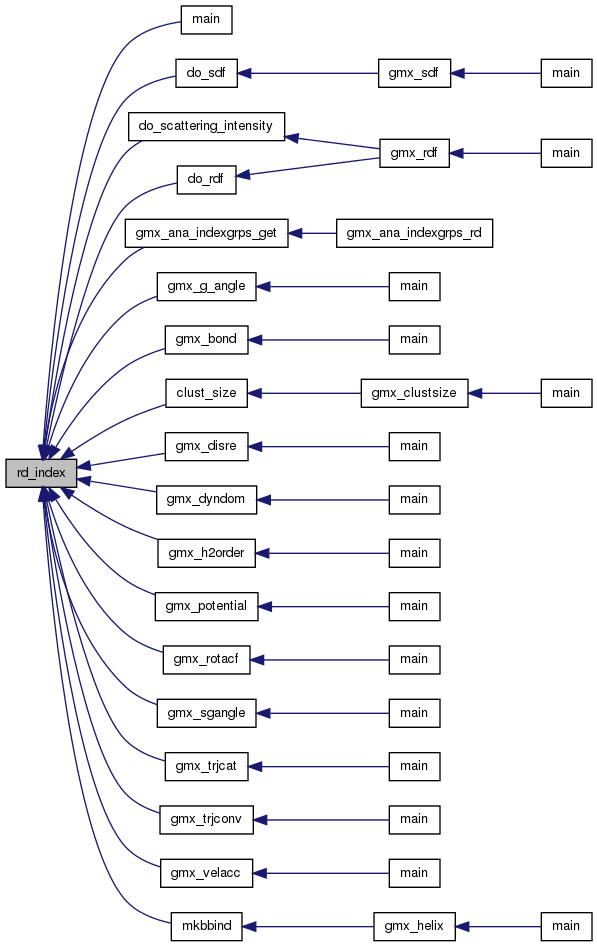 main
do_sdf
gmx_sdf
main
do_scattering_intensity
gmx_rdf
main
do_rdf
gmx_ana_indexgrps_get
gmx_ana_indexgrps_rd
gmx_g_angle
main
gmx_bond
main
clust_size
gmx_clustsize
main
gmx_disre
main
rd_index
gmx_dyndom
main
gmx_h2order
main
gmx_potential
main
gmx_rotacf
main
gmx_sgangle
main
gmx_trjcat
main
gmx_trjconv
main
gmx_velacc
main
mkbbind
gmx_helix
main